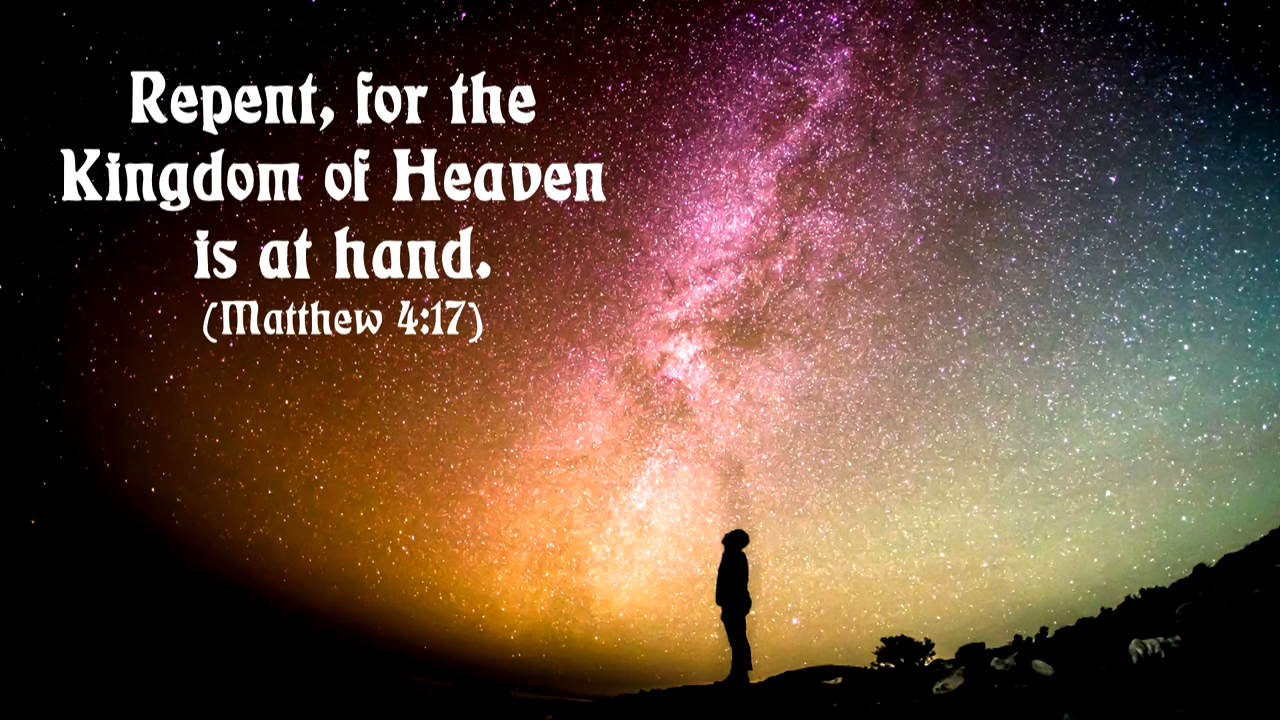 Repent, for the
Kingdom of Heaven
is at hand.
(Matthew 4:17)